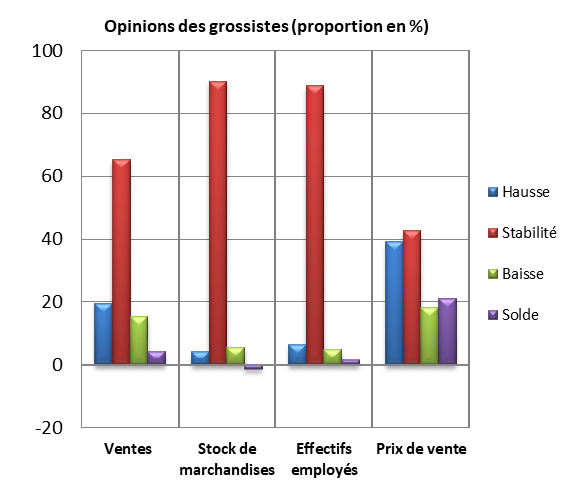 Opinions des grossistes (proportion en %)
100
80
60
40
20
0
-20
Hausse
Stabilité
Baisse
Solde
Ventes
Stock de
marchandises
Effectifs
employés
Prix de vente